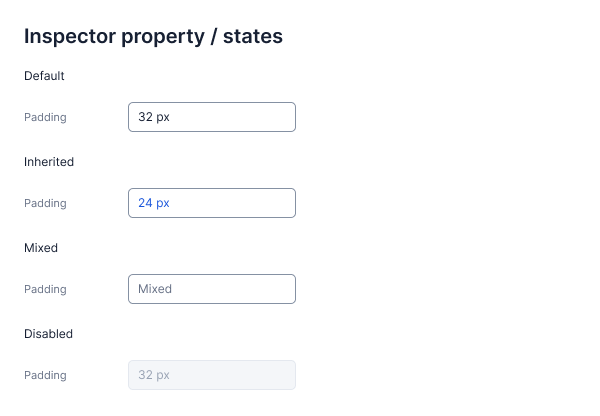 Inspector property / states
Default
Padding 32 px
Inherited
Padding 24 px
Mixed
Padding Mixed
Disabled
Padding 32 px